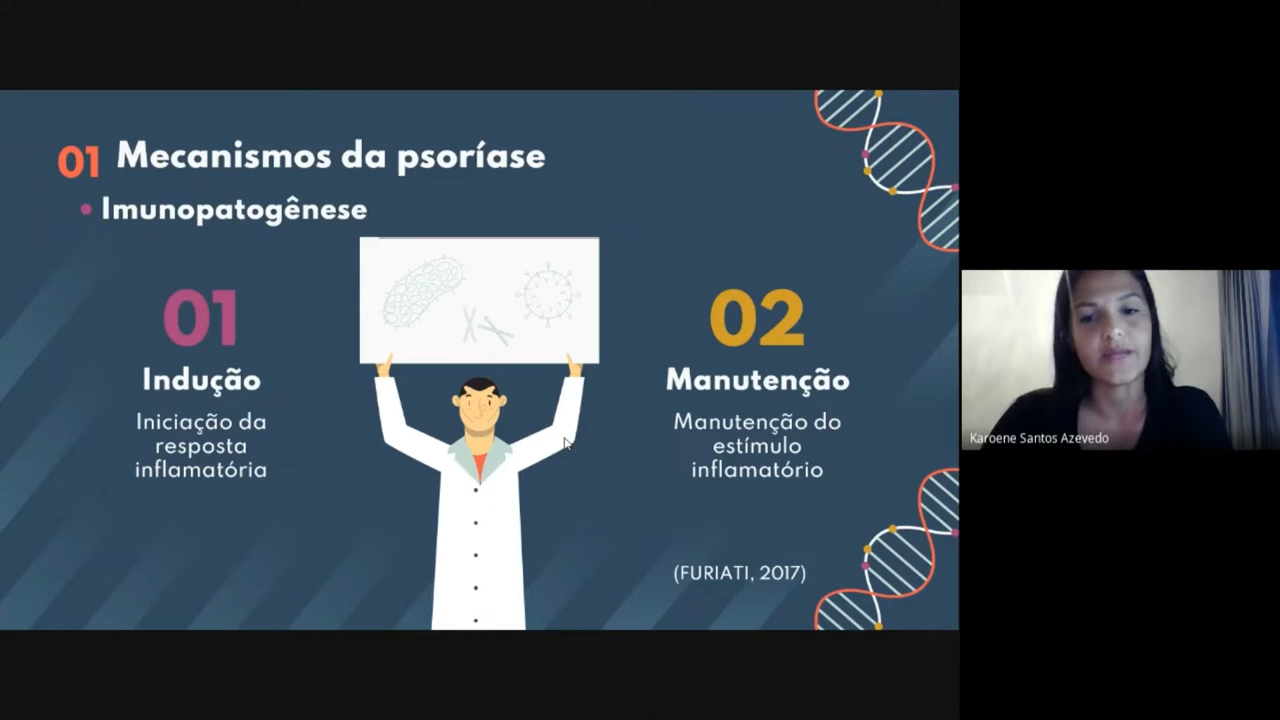 01 Mecanismos da psoríase
• Imunopatogênese
01
Indução
Iniciação da
resposta
inflamatória
02
Manutenção
Manutenção do
estímulo
inflamatório
(FURIATI, 2017)
Karoene Santos Azevedo